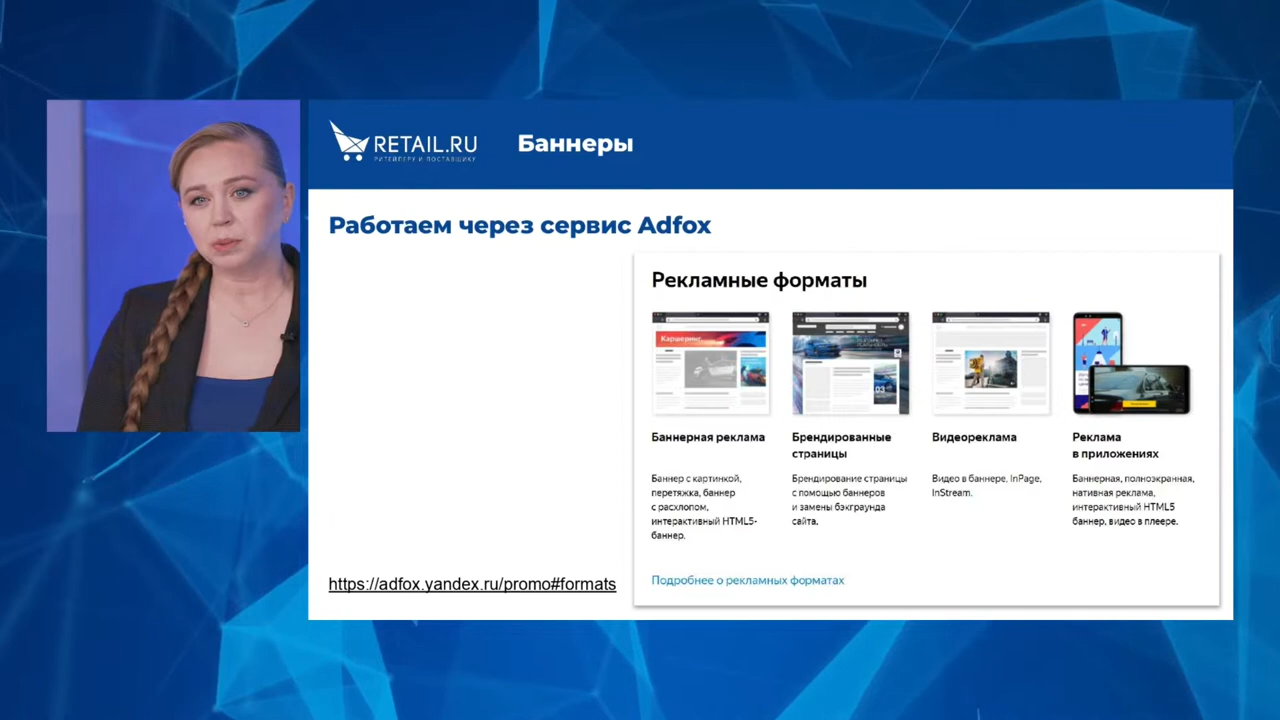 RETAIL.RU
РИТЕЙЛЕРУ И ПОСТАВЩИКУ
Баннеры
Работаем через сервис Adfox
Рекламные форматы
Каршеринг
03
Баннерная реклама
Баннер с картинкой,
перетяжка, баннер
с расхлопом,
интерактивный HTML5-
баннер.
Брендированные
страницы
Брендирование страницы
с помощью баннеров
и замены бэкграунда
сайта.
Видеореклама
Видео в баннере, InPage,
InStream.
Реклама
в приложениях
Баннерная, полноэкранная,
нативная реклама,
интерактивный HTML5
баннер, видео в плеере.
https://adfox.yandex.ru/promo#formats
Подробнее о рекламных форматах